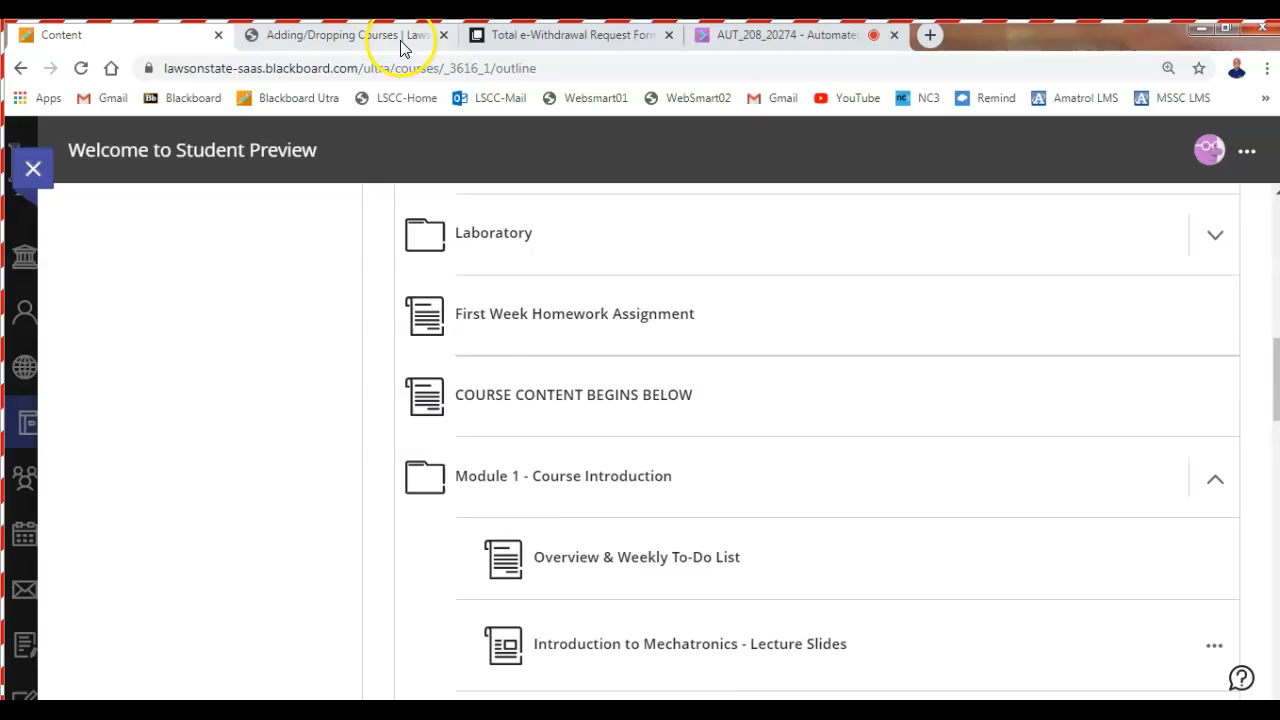 Content
Adding/Dropping Courses | Laws
Total e-Withdrawal Request Form
AUT_208_20274 - Automate
lawsonstate-saas.blackboard.com/ultra/courses/_3616_1/outline
Apps
Gmail
Bb
Blackboard
Blackboard Utra
LSCC-Home
LSCC-Mail
Websmart01
WebSmart02
Gmail
YouTube
nc
NC3
Remind
Amatrol LMS
MSSC LMS
Welcome to Student Preview
Laboratory
First Week Homework Assignment
COURSE CONTENT BEGINS BELOW
Module 1 - Course Introduction
Overview & Weekly To-Do List
Introduction to Mechatronics - Lecture Slides